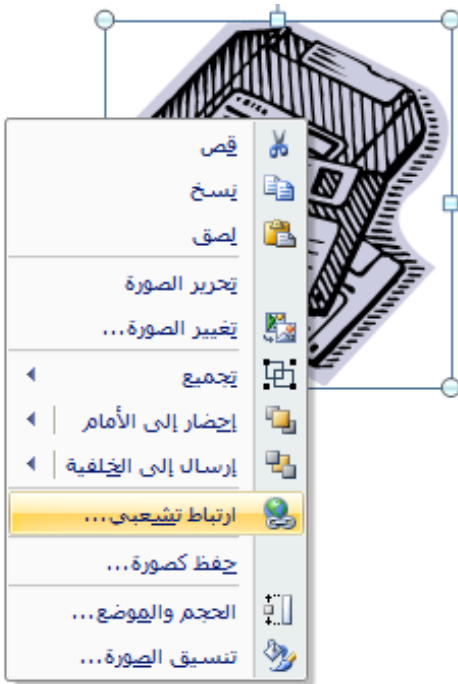 قص
نسخ
لصق
تحرير الصورة
تغيير الصورة...
تجميع
إحضار إلى الأمام
إرسال إلى الخلفية
ارتباط تشعبي...
حفظ كصورة...
الحجم والموضع...
تنسيق الصورة...